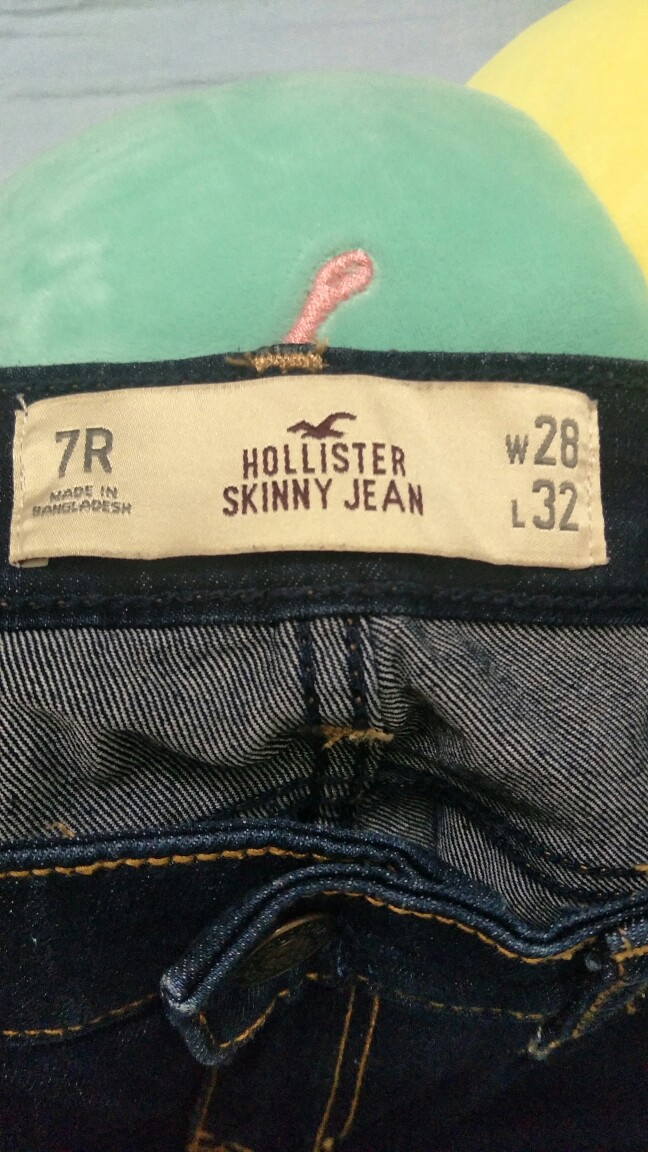 7R
MADE IN
BANGLADESH
HOLLISTER
SKINNY JEAN
W28
L32